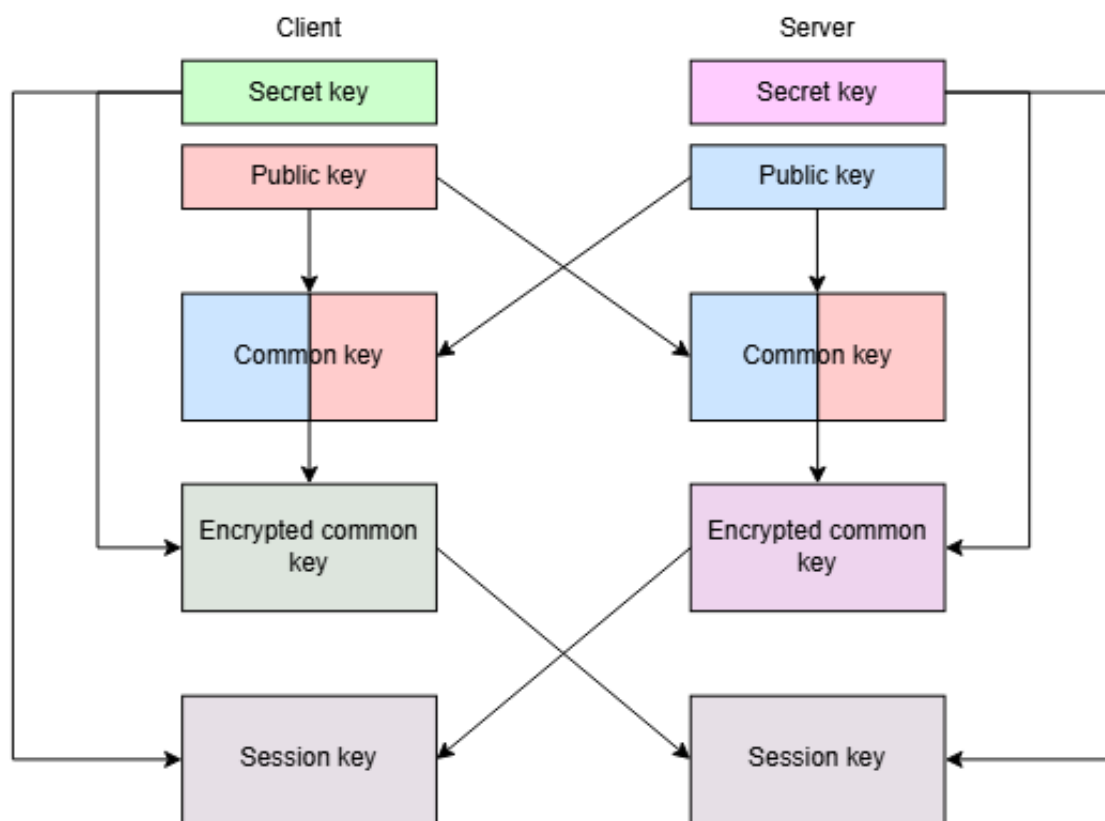 Client
Server
Secret key
Secret key
Public key
Public key
Common key
Common key
Encrypted common
key
Encrypted common
key
Session key
Session key